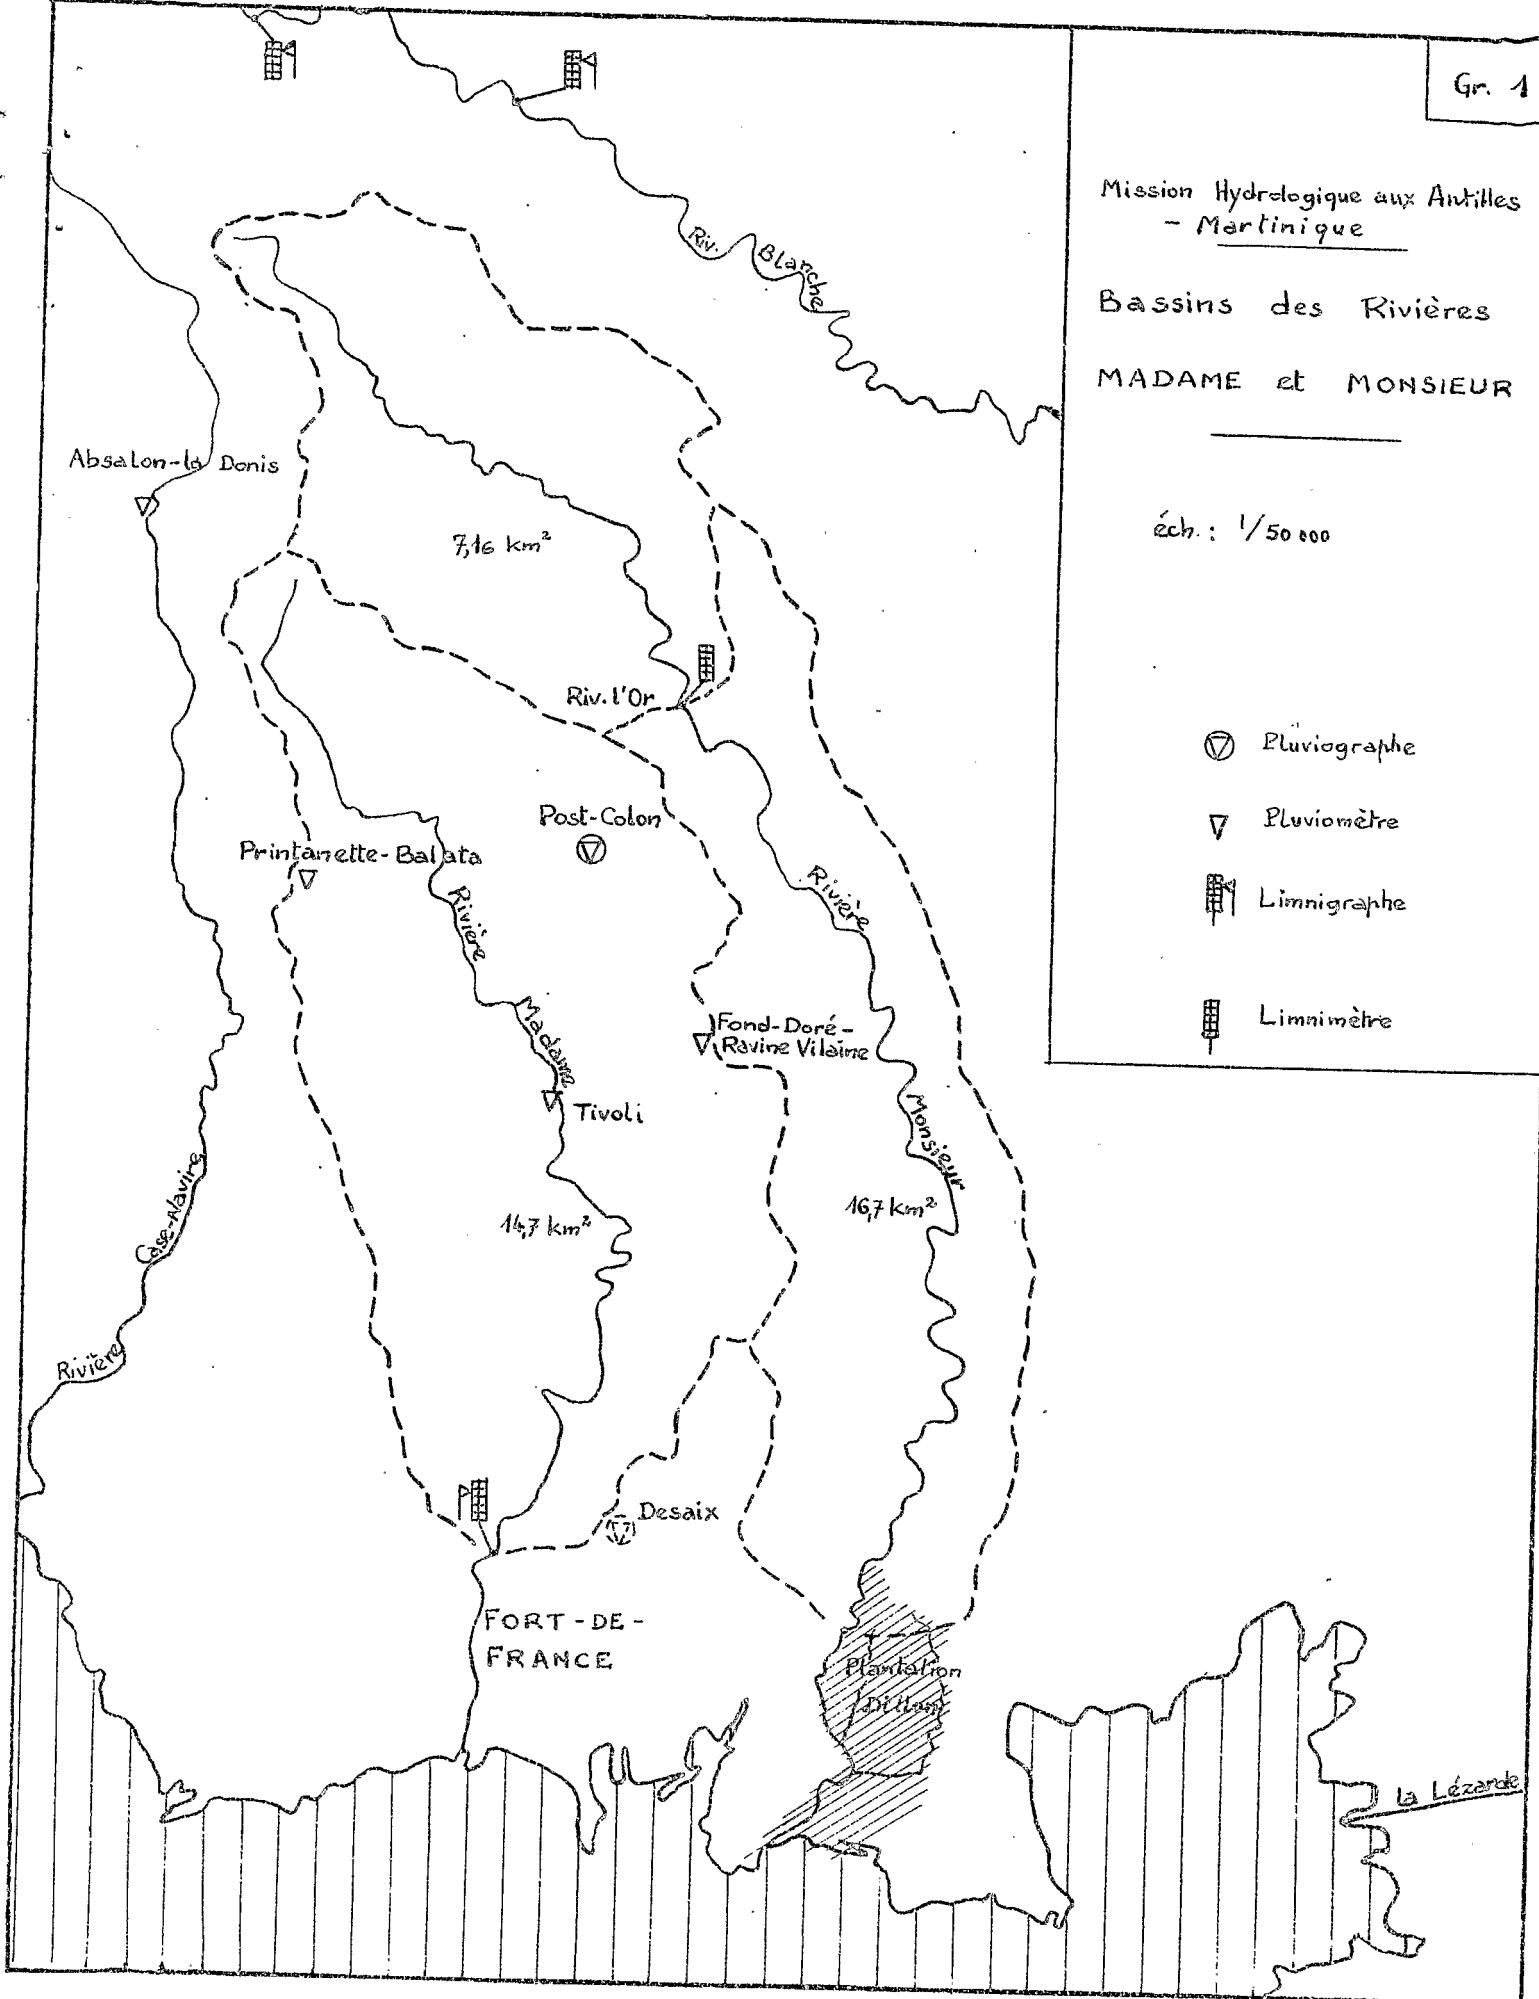 Gr. 1
Mission Hydrologique aux Antilles
- Martinique
Bassins des Rivières
MADAME et MONSIEUR
éch. : 1/50 000
Pluviographe
Pluviomètre
Limnigraphe
Limnimètre
Riv. Blanche
Absalon-la Donis
7,16 km²
Riv. l'Or
Post-Colon
Printanette-Balata
Rivière Madame
Rivière Monsieur
Fond-Doré-
Ravine Vilaine
Tivoli
14,7 km²
16,7 km²
Rivière Case-Navire
Desaix
FORT-DE-
FRANCE
Plantation
Dillon
la Lézarde